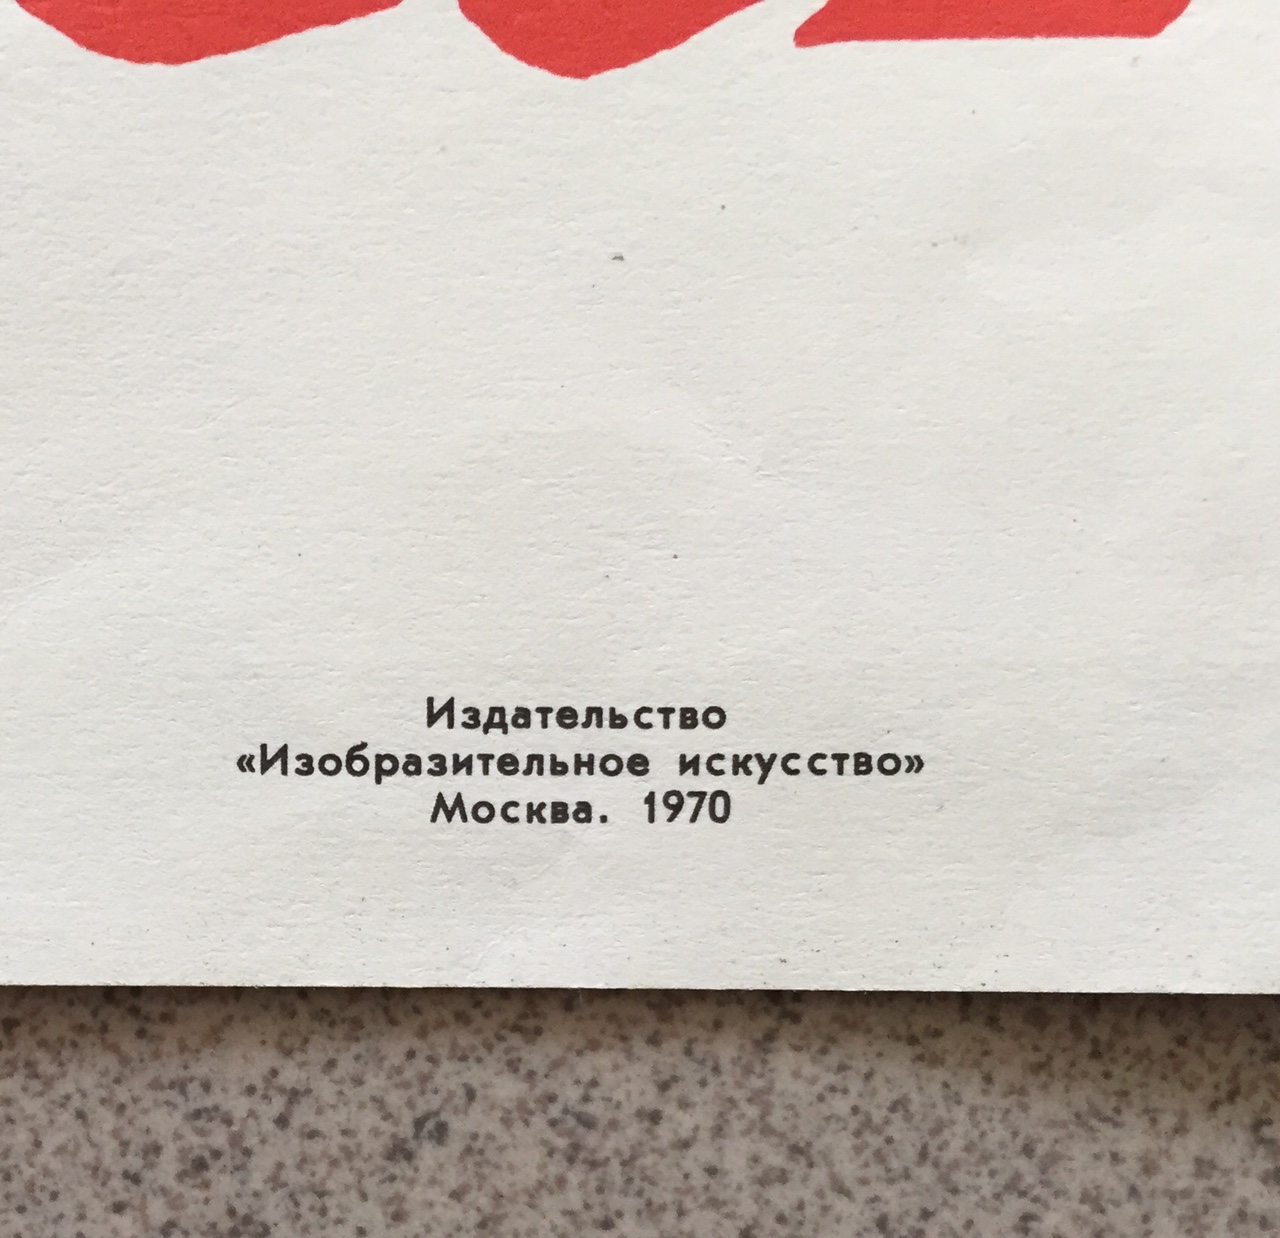 Издательство
«Изобразительное искусство»
Москва. 1970